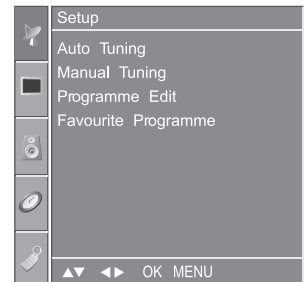 Setup
Auto Tuning
Manual Tuning
Programme Edit
Favourite Programme
▲▼ ◄► OK MENU